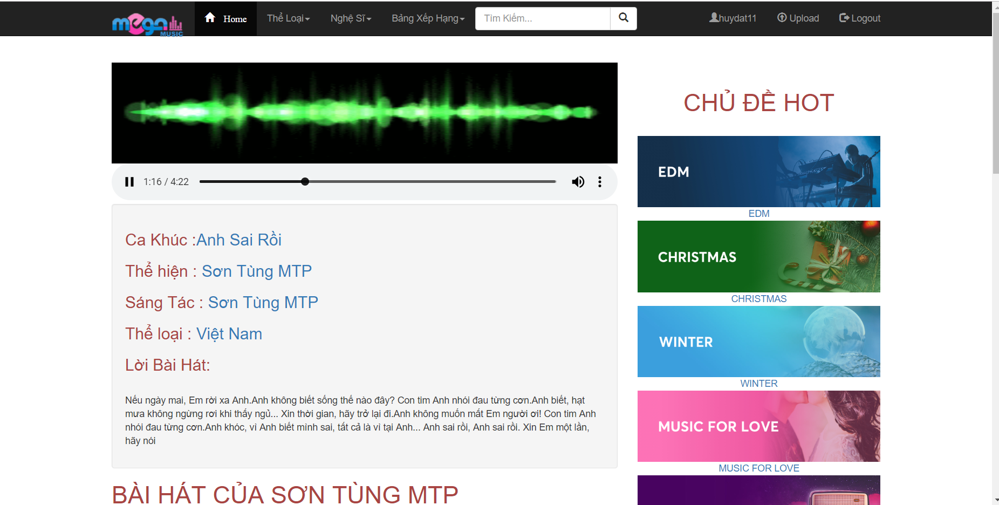 mega
MUSIC
Home
Thể Loại
Nghệ Sĩ
Bảng Xếp Hạng
Tìm Kiếm...
huydat11
Upload
Logout
1:16 / 4:22
Ca Khúc :Anh Sai Rồi
Thể hiện : Sơn Tùng MTP
Sáng Tác : Sơn Tùng MTP
Thể loại : Việt Nam
Lời Bài Hát:
Nếu ngày mai, Em rời xa Anh.Anh không biết sống thế nào đây? Con tim Anh nhói đau từng cơn.Anh biết, hạt
mưa không ngừng rơi khi thấy ngủ... Xin thời gian, hãy trở lại đi.Anh không muốn mất Em người ơi! Con tim Anh
nhói đau từng cơn.Anh khóc, vì Anh biết mình sai, tất cả là vì tại Anh... Anh sai rồi, Anh sai rồi. Xin Em một lần,
hãy nói
BÀI HÁT CỦA SƠN TÙNG MTP
CHỦ ĐỀ HOT
EDM
EDM
CHRISTMAS
CHRISTMAS
WINTER
WINTER
MUSIC FOR LOVE
MUSIC FOR LOVE